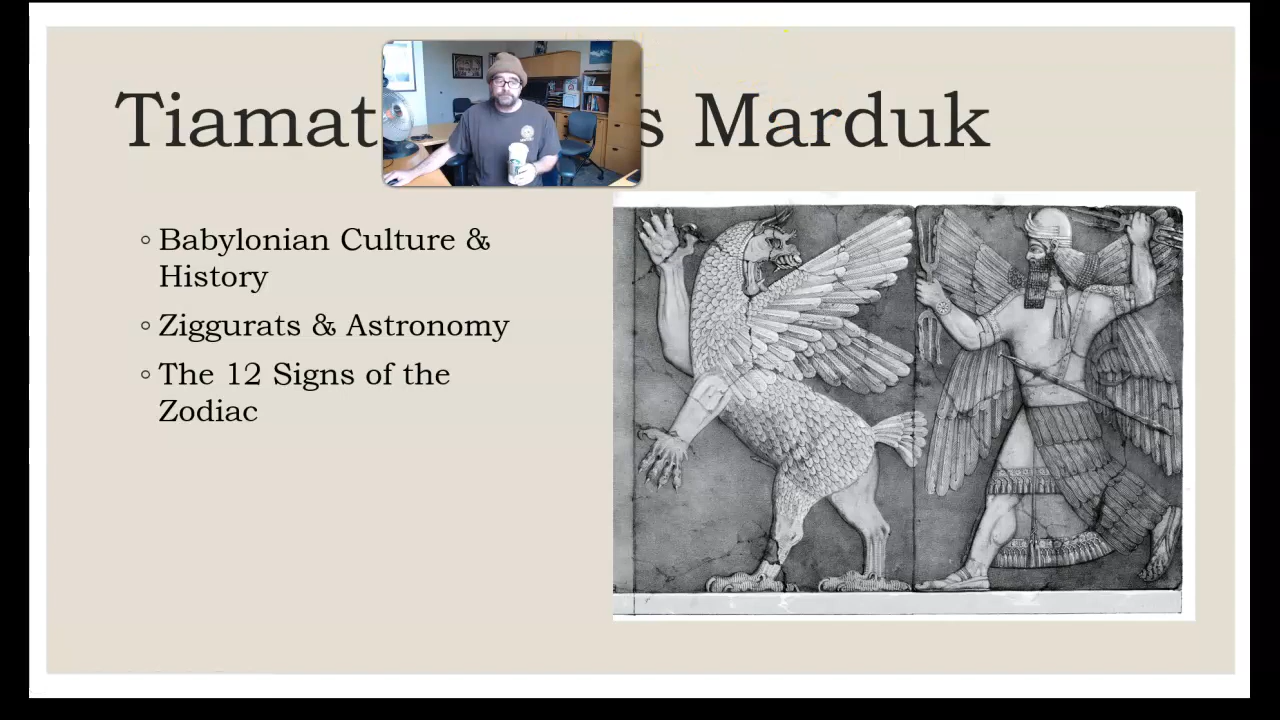 Tiamat s Marduk
◦ Babylonian Culture &
History
◦ Ziggurats & Astronomy
◦ The 12 Signs of the
Zodiac